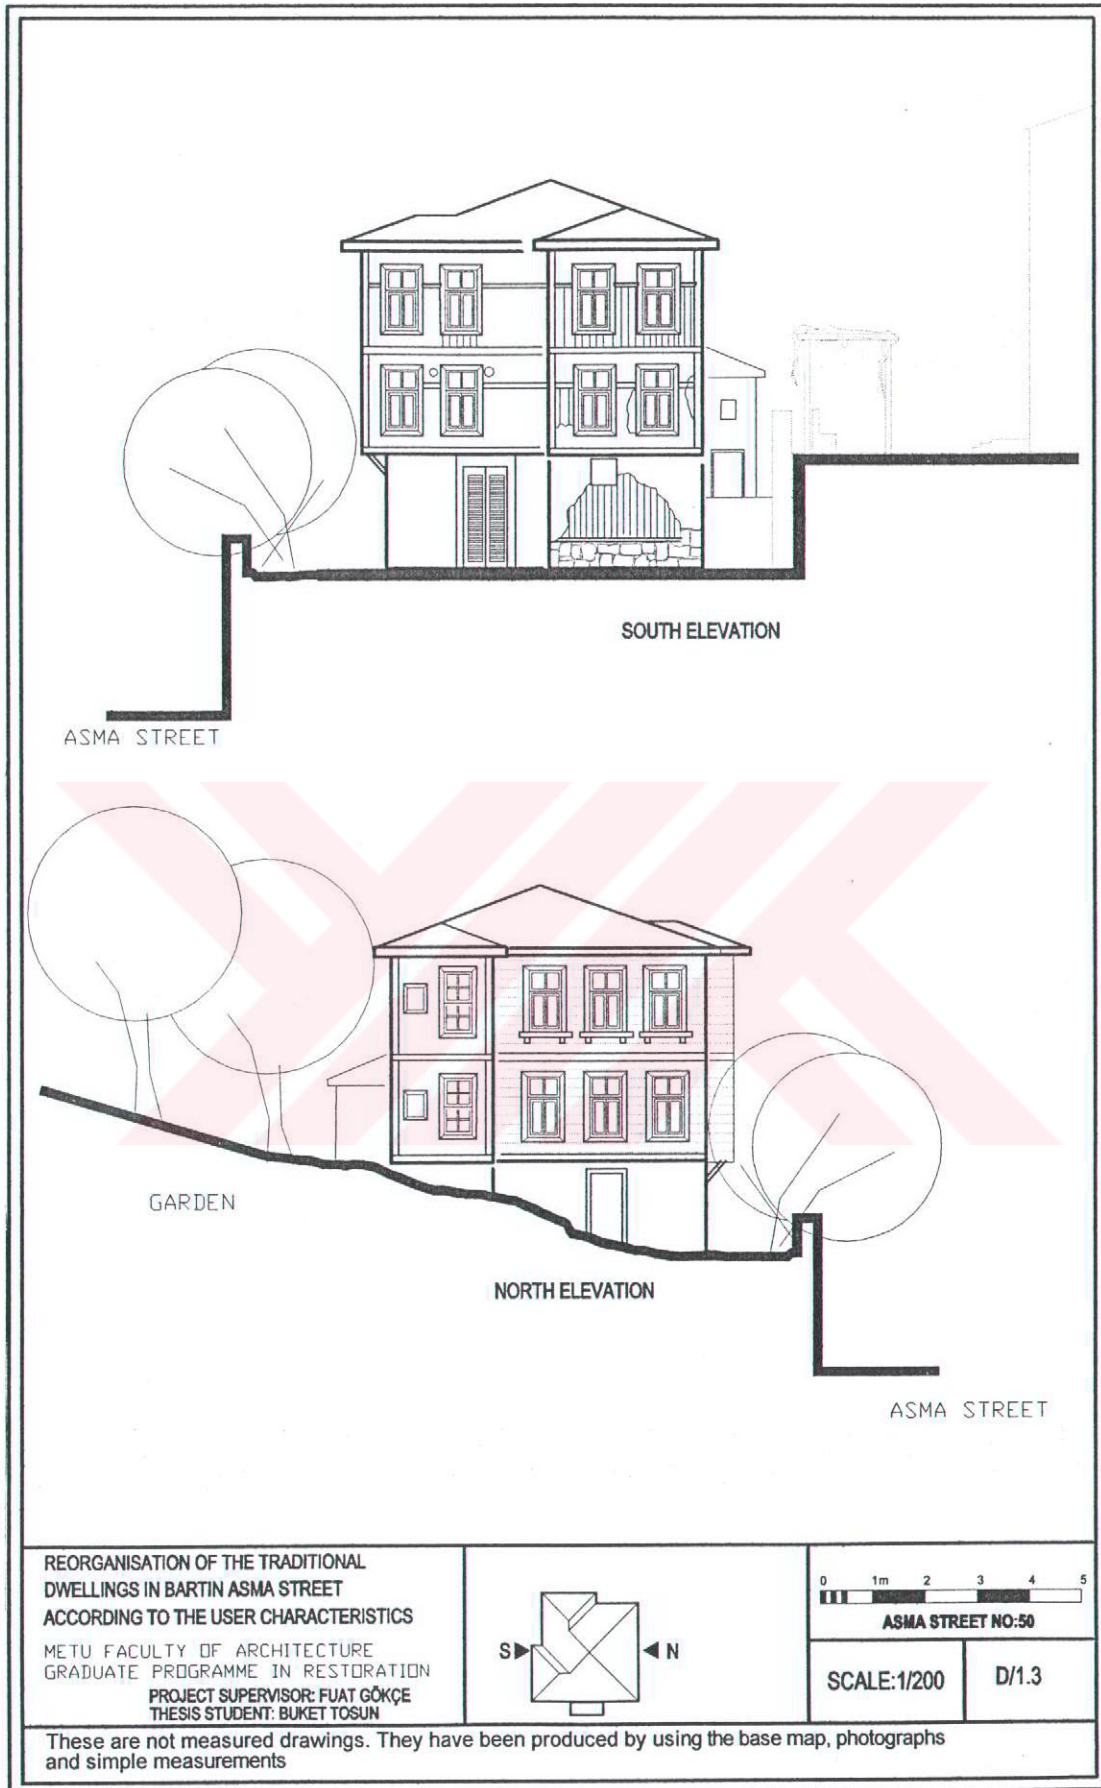 SOUTH ELEVATION
ASMA STREET
GARDEN
NORTH ELEVATION
ASMA STREET
REORGANISATION OF THE TRADITIONAL
DWELLINGS IN BARTIN ASMA STREET
ACCORDING TO THE USER CHARACTERISTICS
METU FACULTY OF ARCHITECTURE
GRADUATE PROGRAMME IN RESTORATION
PROJECT SUPERVISOR: FUAT GÖKÇE
THESIS STUDENT: BUKET TOSUN
S N
0 1m 2 3 4 5
ASMA STREET NO:50
SCALE:1/200
D/1.3
These are not measured drawings. They have been produced by using the base map, photographs
and simple measurements